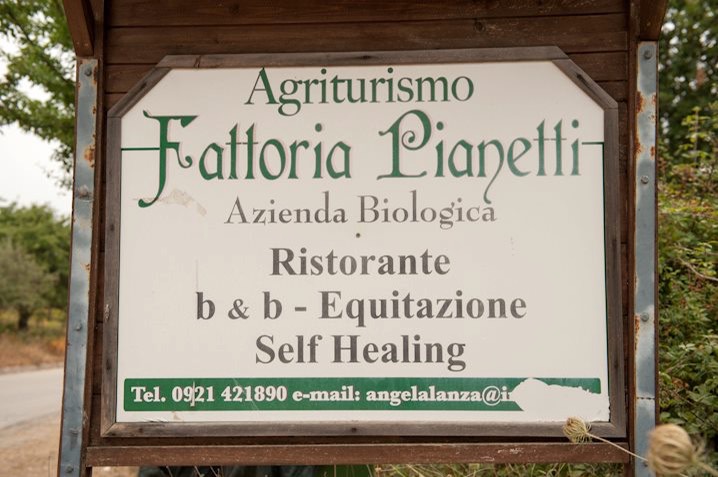 Agriturismo
Fattoria Pianetti
Azienda Biologica
Ristorante
b & b - Equitazione
Self Healing
Tel. 0921 421890 e-mail: angelalanza@i